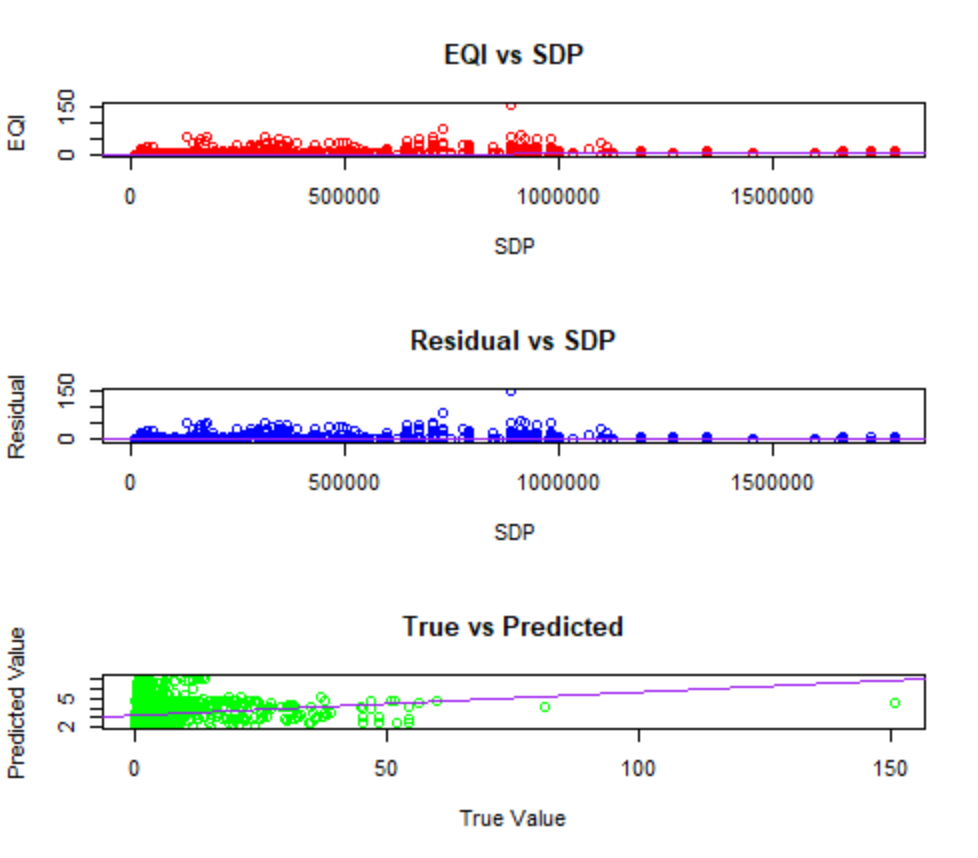 EQI vs SDP
EQI
0 150
0 500000 1000000 1500000
SDP
Residual vs SDP
Residual
0 150
0 500000 1000000 1500000
SDP
True vs Predicted
Predicted Value
2 5
0 50 100 150
True Value